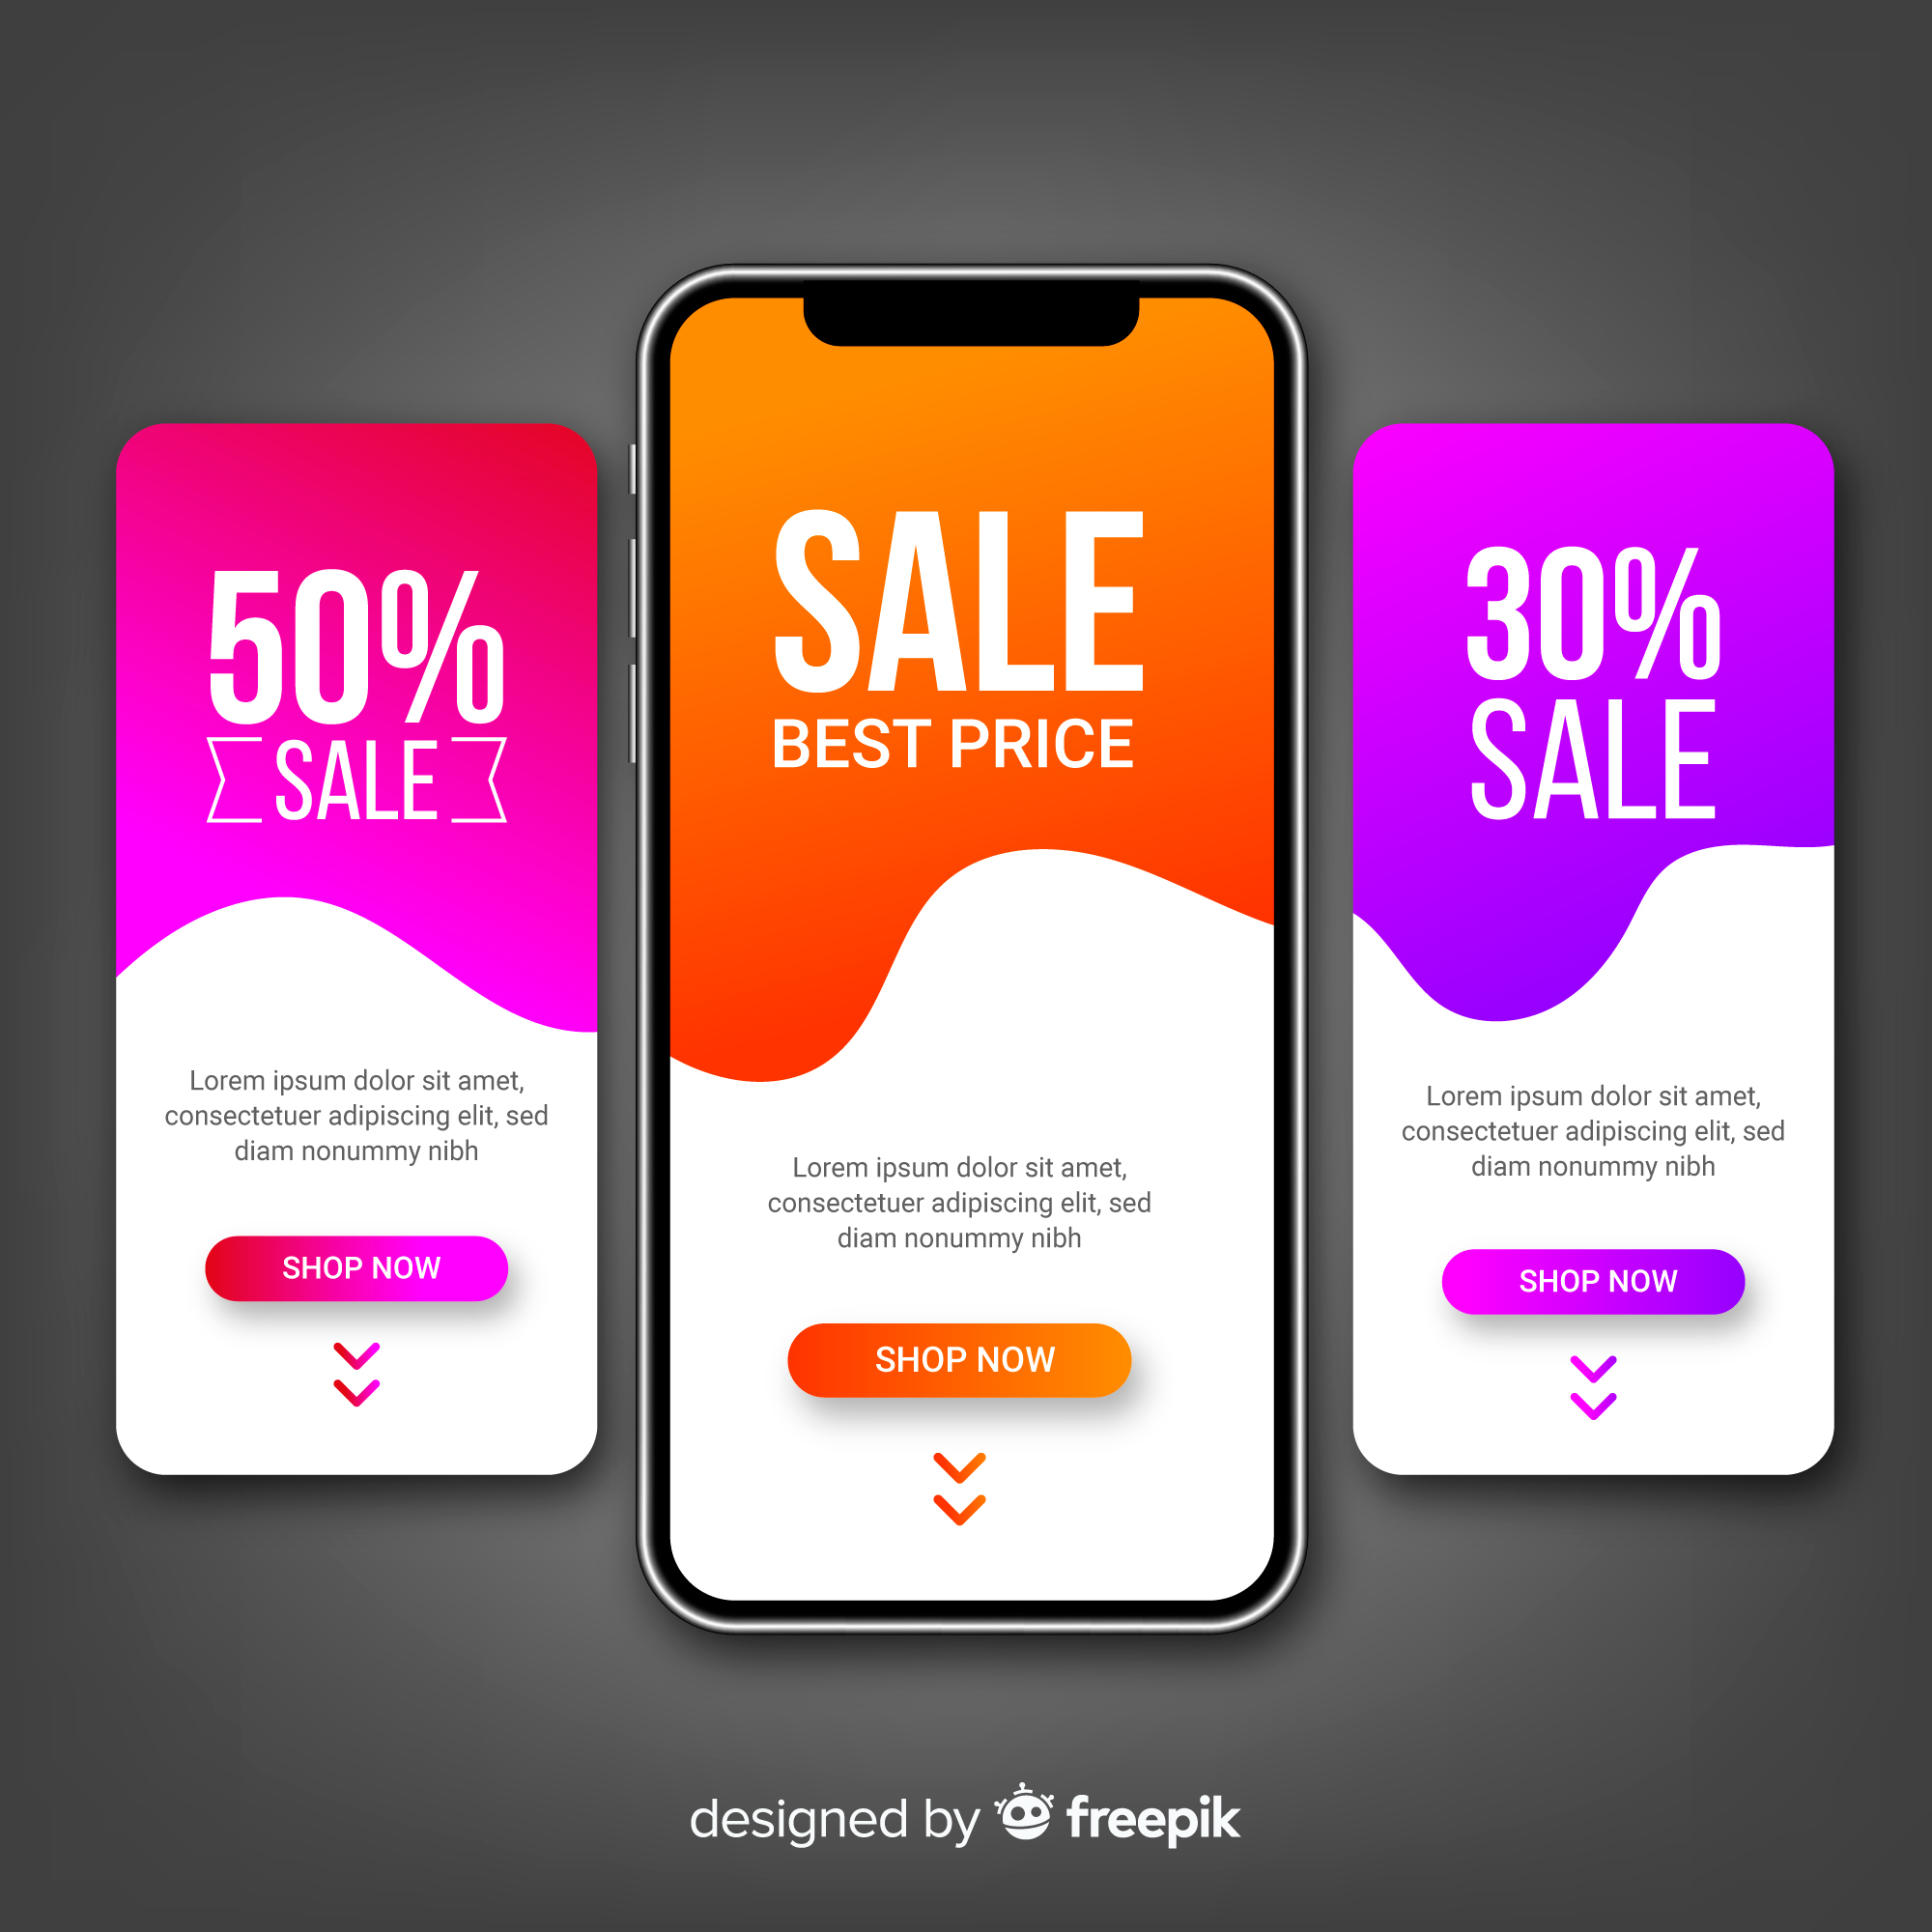 50%
SALE
Lorem ipsum dolor sit amet,
consectetuer adipiscing elit, sed
diam nonummy nibh
SHOP NOW
SALE
BEST PRICE
Lorem ipsum dolor sit amet,
consectetuer adipiscing elit, sed
diam nonummy nibh
SHOP NOW
30%
SALE
Lorem ipsum dolor sit amet,
consectetuer adipiscing elit, sed
diam nonummy nibh
SHOP NOW
designed by freepik